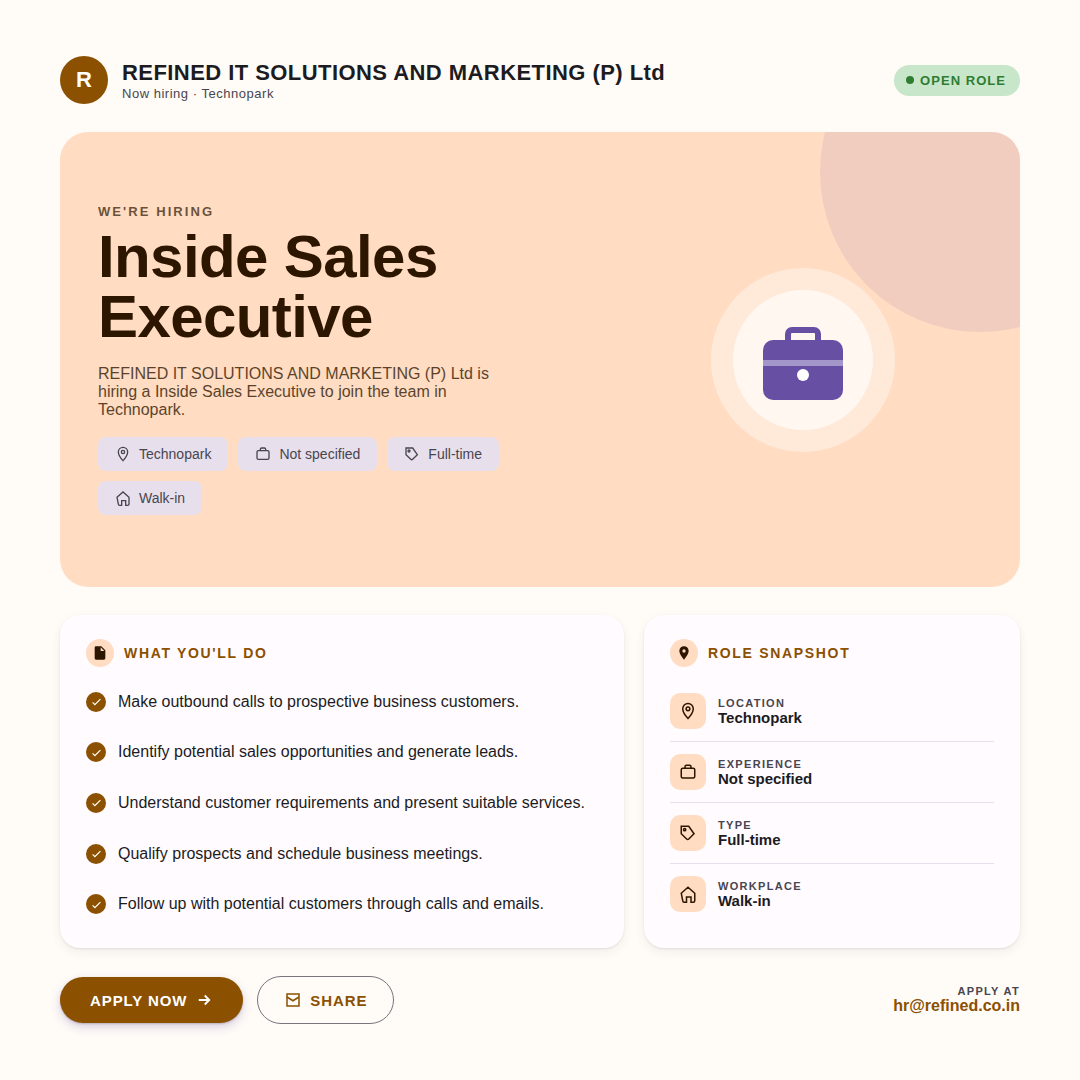 R
REFINED IT SOLUTIONS AND MARKETING (P) Ltd
Now hiring · Technopark
OPEN ROLE
WE'RE HIRING
Inside Sales
Executive
REFINED IT SOLUTIONS AND MARKETING (P) Ltd is
hiring a Inside Sales Executive to join the team in
Technopark.
Technopark
Not specified
Full-time
Walk-in
WHAT YOU'LL DO
Make outbound calls to prospective business customers.
Identify potential sales opportunities and generate leads.
Understand customer requirements and present suitable services.
Qualify prospects and schedule business meetings.
Follow up with potential customers through calls and emails.
ROLE SNAPSHOT
LOCATION
Technopark
EXPERIENCE
Not specified
TYPE
Full-time
WORKPLACE
Walk-in
APPLY NOW
SHARE
APPLY AT
hr@refined.co.in